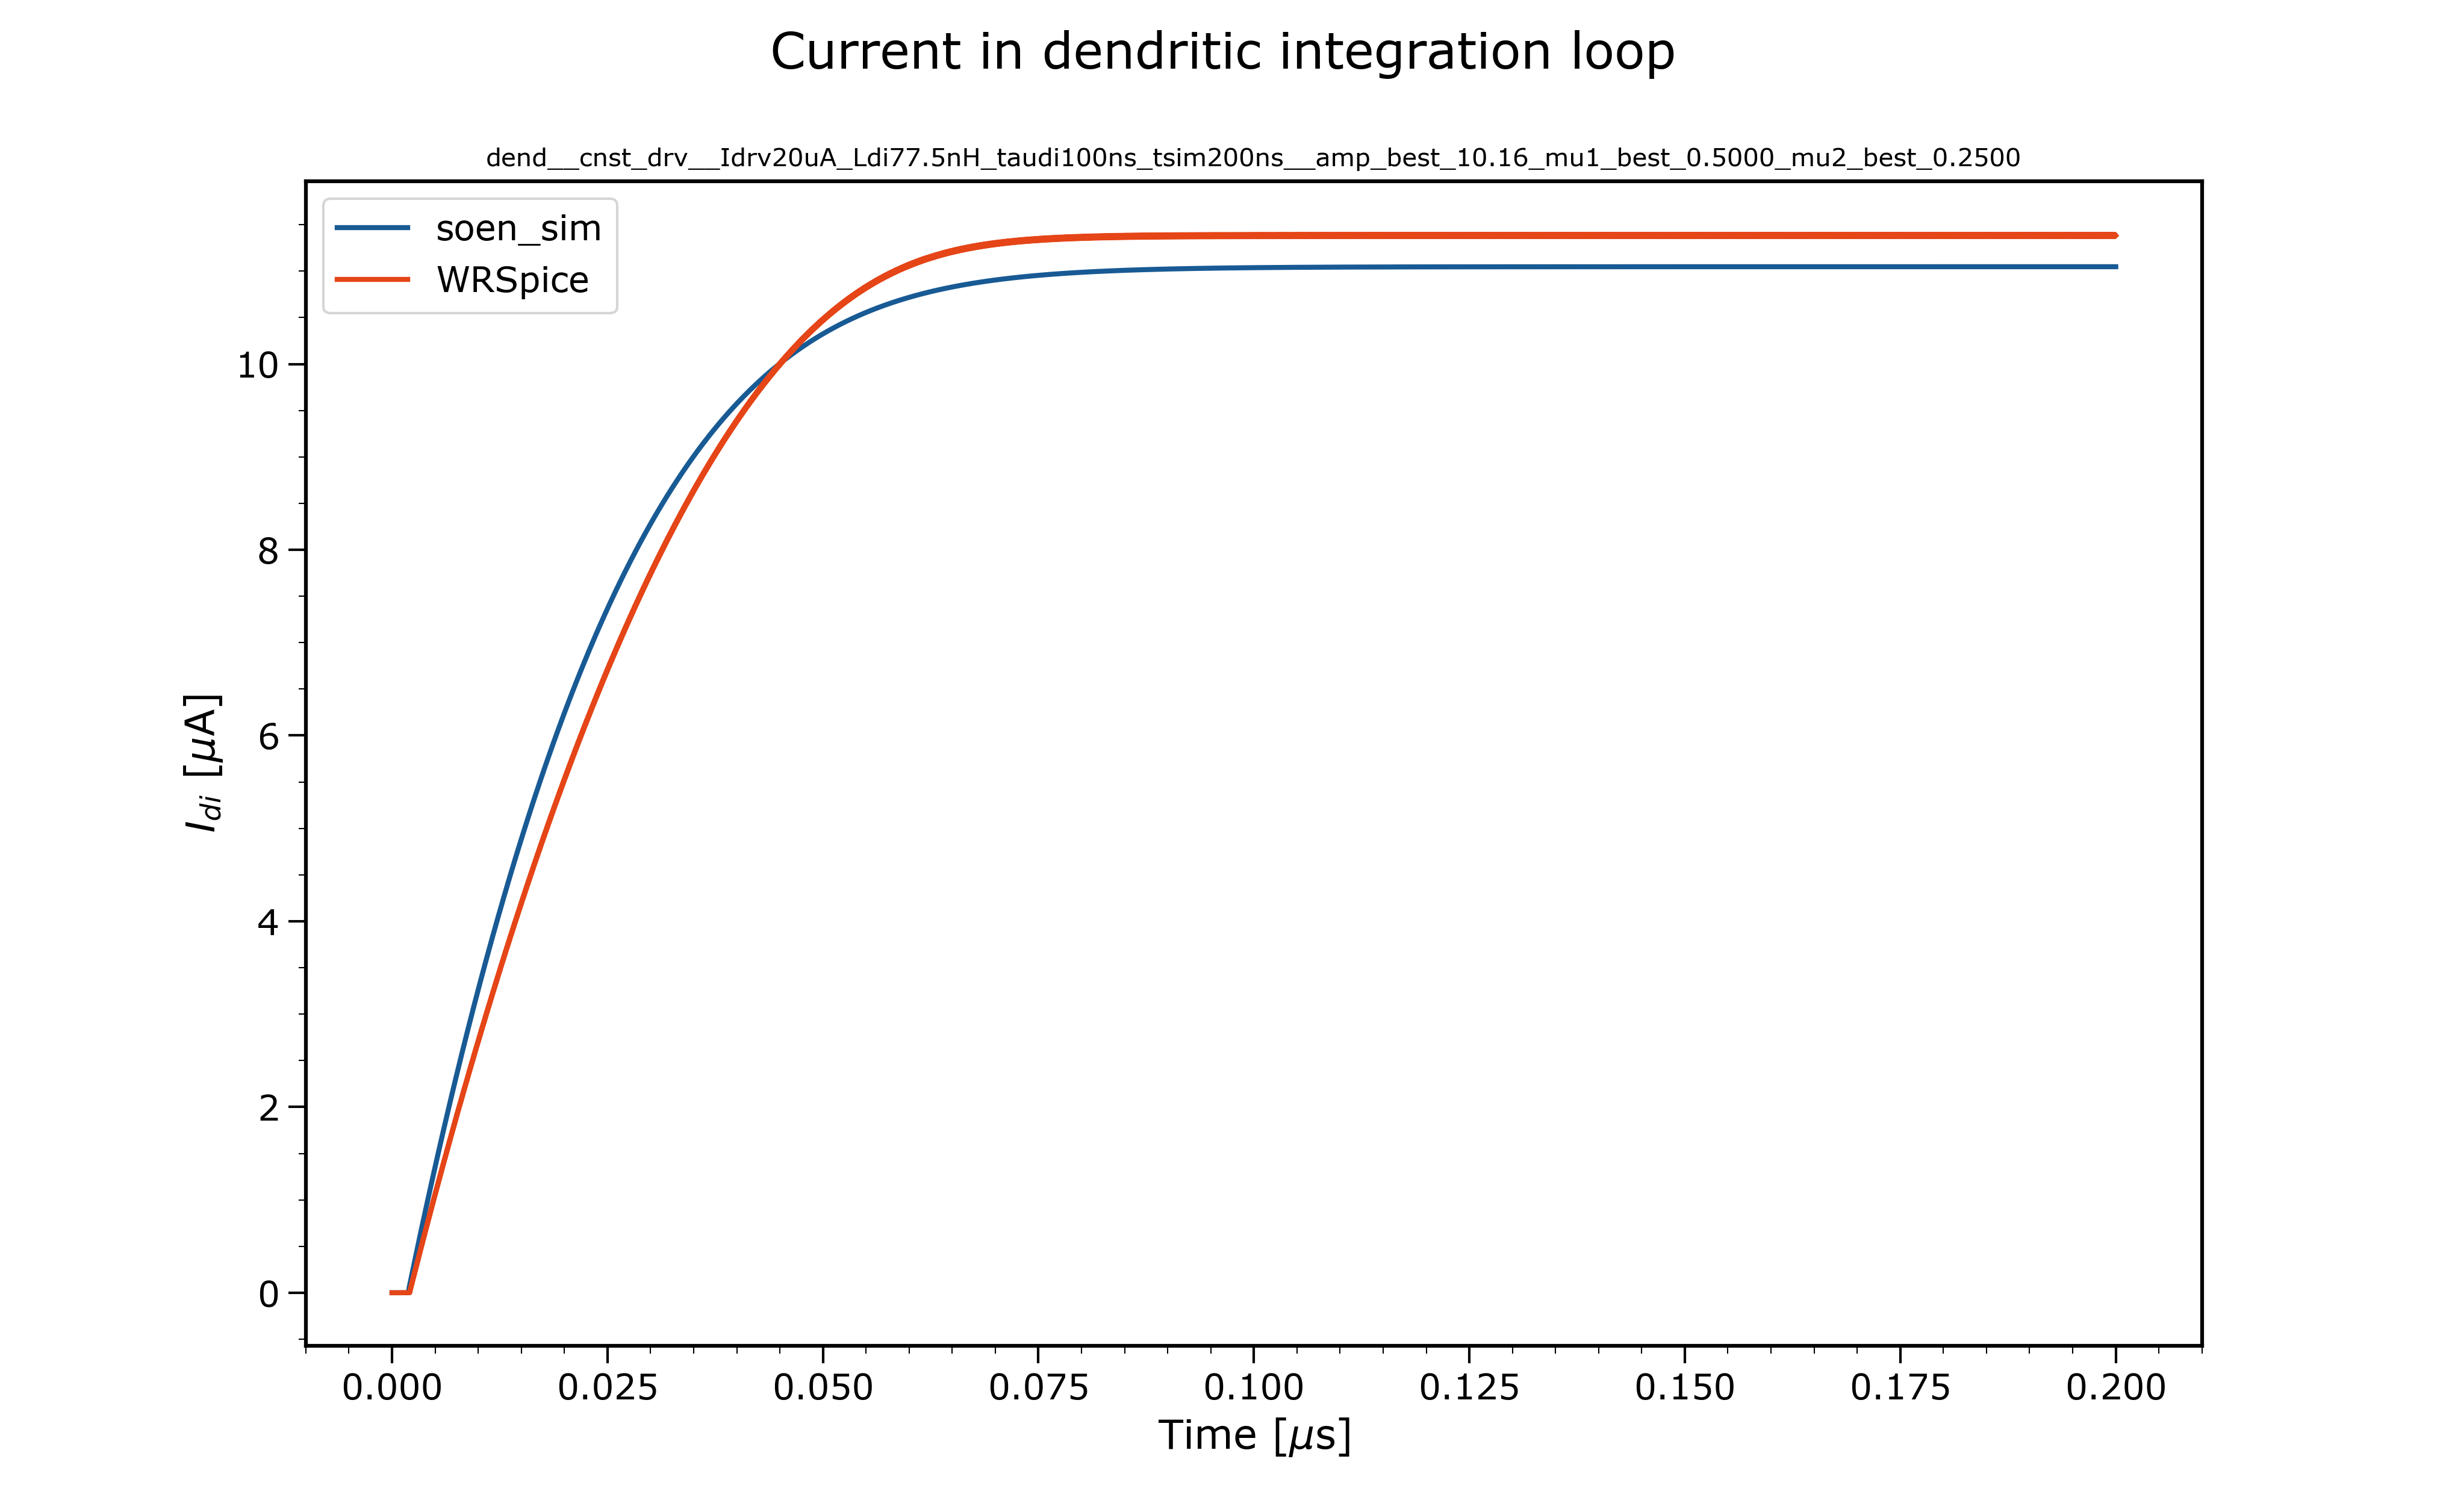 Current in dendritic integration loop
dend__cnst_drv__Idrv20uA_Ldi77.5nH_taudi100ns_tsim200ns__amp_best_10.16_mu1_best_0.5000_mu2_best_0.2500
soen_sim
WRSpice
10
8
6
4
2
0
I_di [μA]
0.000 0.025 0.050 0.075 0.100 0.125 0.150 0.175 0.200
Time [μs]